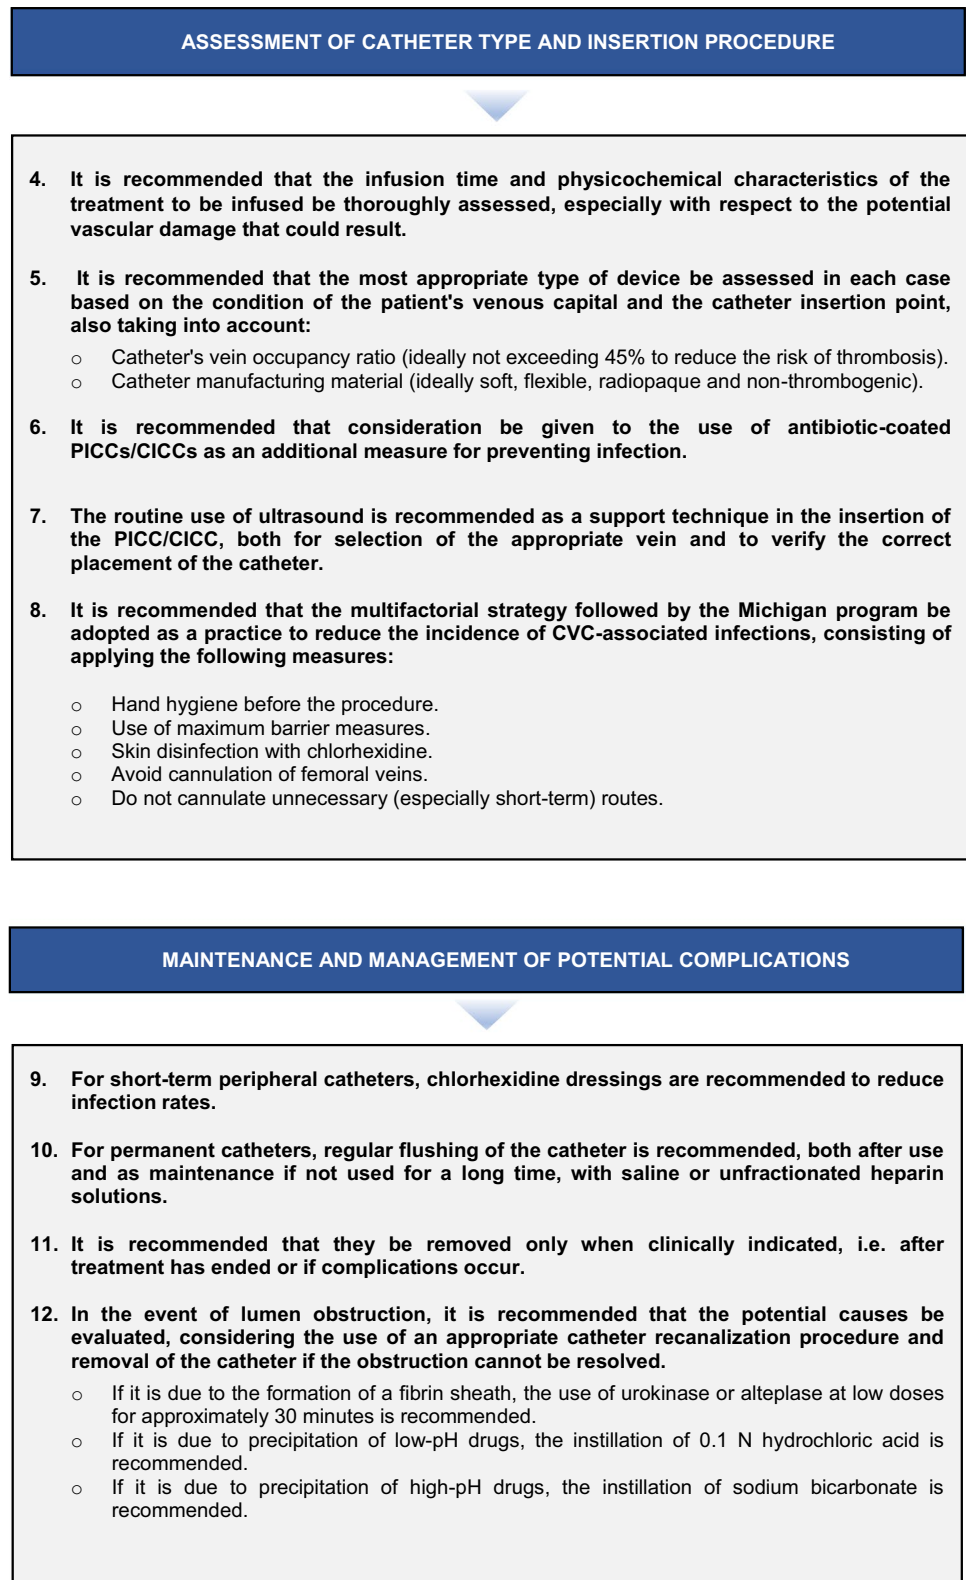 ASSESSMENT OF CATHETER TYPE AND INSERTION PROCEDURE
4. It is recommended that the infusion time and physicochemical characteristics of the
treatment to be infused be thoroughly assessed, especially with respect to the potential
vascular damage that could result.
5. It is recommended that the most appropriate type of device be assessed in each case
based on the condition of the patient's venous capital and the catheter insertion point,
also taking into account:
o Catheter's vein occupancy ratio (ideally not exceeding 45% to reduce the risk of thrombosis).
o Catheter manufacturing material (ideally soft, flexible, radiopaque and non-thrombogenic).
6. It is recommended that consideration be given to the use of antibiotic-coated
PICCs/CICCs as an additional measure for preventing infection.
7. The routine use of ultrasound is recommended as a support technique in the insertion of
the PICC/CICC, both for selection of the appropriate vein and to verify the correct
placement of the catheter.
8. It is recommended that the multifactorial strategy followed by the Michigan program be
adopted as a practice to reduce the incidence of CVC-associated infections, consisting of
applying the following measures:
o Hand hygiene before the procedure.
o Use of maximum barrier measures.
o Skin disinfection with chlorhexidine.
o Avoid cannulation of femoral veins.
o Do not cannulate unnecessary (especially short-term) routes.
MAINTENANCE AND MANAGEMENT OF POTENTIAL COMPLICATIONS
9. For short-term peripheral catheters, chlorhexidine dressings are recommended to reduce
infection rates.
10. For permanent catheters, regular flushing of the catheter is recommended, both after use
and as maintenance if not used for a long time, with saline or unfractionated heparin
solutions.
11. It is recommended that they be removed only when clinically indicated, i.e. after
treatment has ended or if complications occur.
12. In the event of lumen obstruction, it is recommended that the potential causes be
evaluated, considering the use of an appropriate catheter recanalization procedure and
removal of the catheter if the obstruction cannot be resolved.
o If it is due to the formation of a fibrin sheath, the use of urokinase or alteplase at low doses
for approximately 30 minutes is recommended.
o If it is due to precipitation of low-pH drugs, the instillation of 0.1 N hydrochloric acid is
recommended.
o If it is due to precipitation of high-pH drugs, the instillation of sodium bicarbonate is
recommended.